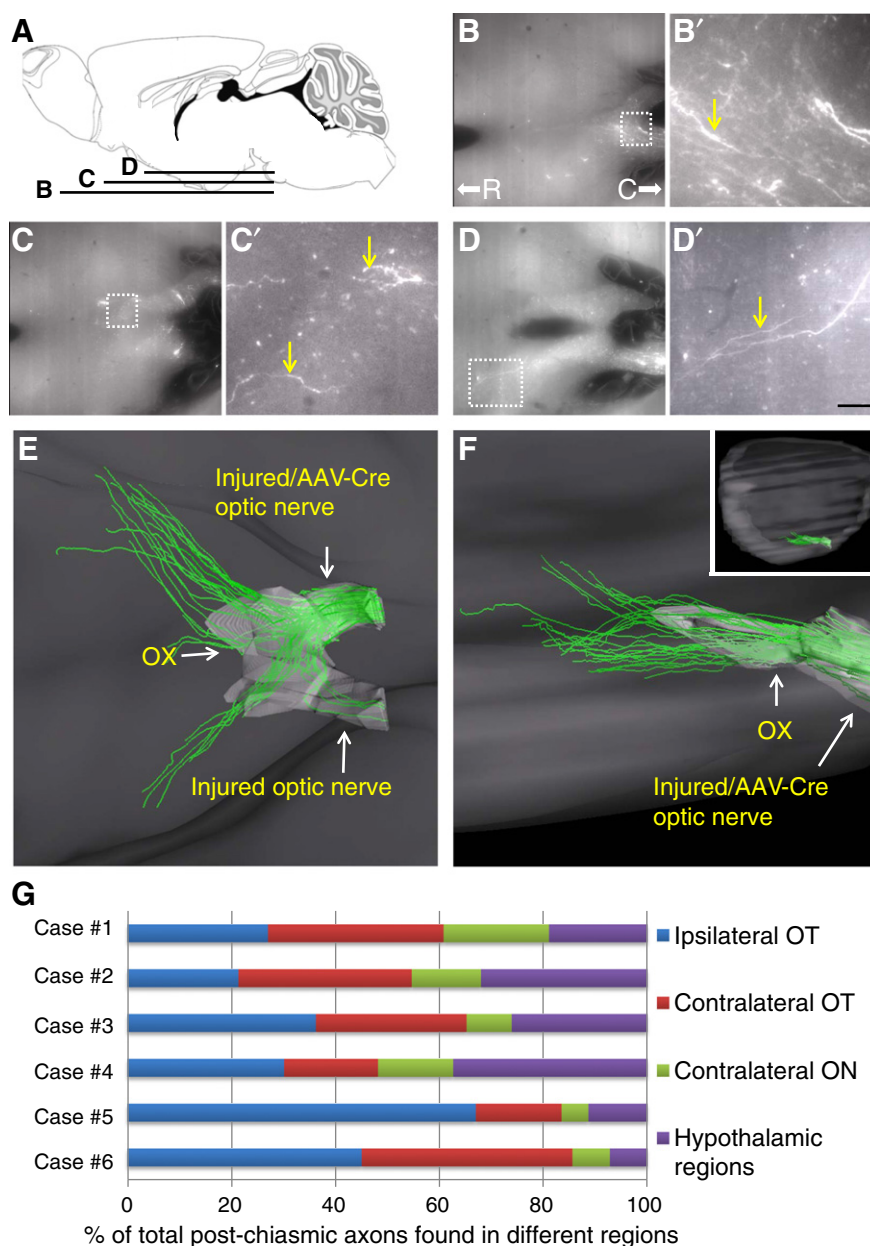 A
D
C
B
B
← R
C →
B′
C
C′
D
D′
E
Injured/AAV-Cre
optic nerve
OX
Injured optic nerve
F
OX
Injured/AAV-Cre
optic nerve
G
Case #1
Case #2
Case #3
Case #4
Case #5
Case #6
0 20 40 60 80 100
% of total post-chiasmic axons found in different regions
Ipsilateral OT
Contralateral OT
Contralateral ON
Hypothalamic
regions